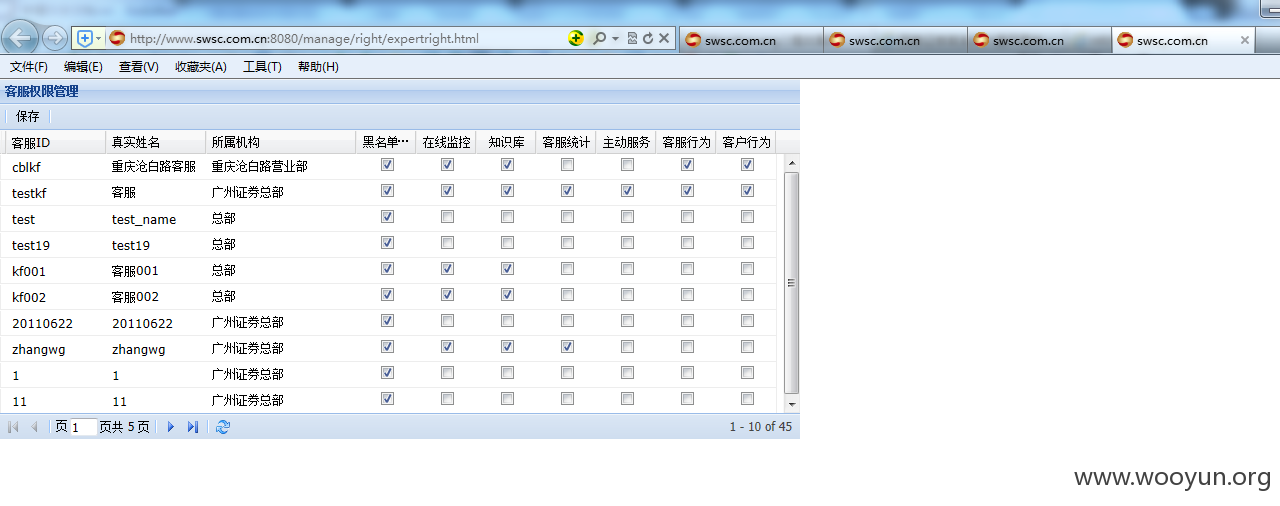 http://www.swsc.com.cn:8080/manage/right/expertright.html
swsc.com.cn
swsc.com.cn
swsc.com.cn
swsc.com.cn
文件(F) 编辑(E) 查看(V) 收藏夹(A) 工具(T) 帮助(H)
客服权限管理
保存
客服ID 真实姓名 所属机构 黑名单… 在线监控 知识库 客服统计 主动服务 客服行为 客户行为
cblkf 重庆沧白路客服 重庆沧白路营业部
testkf 客服 广州证券总部
test test_name 总部
test19 test19 总部
kf001 客服001 总部
kf002 客服002 总部
20110622 20110622 广州证券总部
zhangwg zhangwg 广州证券总部
1 1 广州证券总部
11 11 广州证券总部
页 1 页共 5 页 1 - 10 of 45
www.wooyun.org